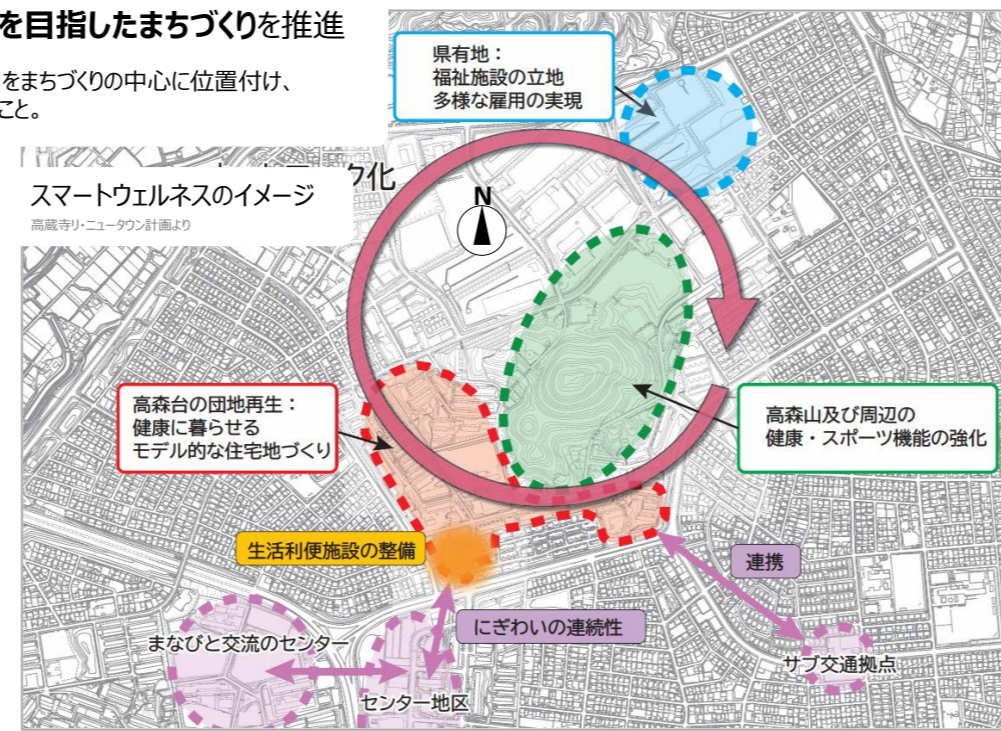 を目指したまちづくりを推進
をまちづくりの中心に位置付け、
こと。
ク化
スマートウェルネスのイメージ
高蔵寺リ・ニュータウン計画より
県有地：
福祉施設の立地
多様な雇用の実現
N
高森台の団地再生：
健康に暮らせる
モデル的な住宅地づくり
高森山及び周辺の
健康・スポーツ機能の強化
生活利便施設の整備
連携
にぎわいの連続性
まなびと交流のセンター
サブ交通拠点
センター地区